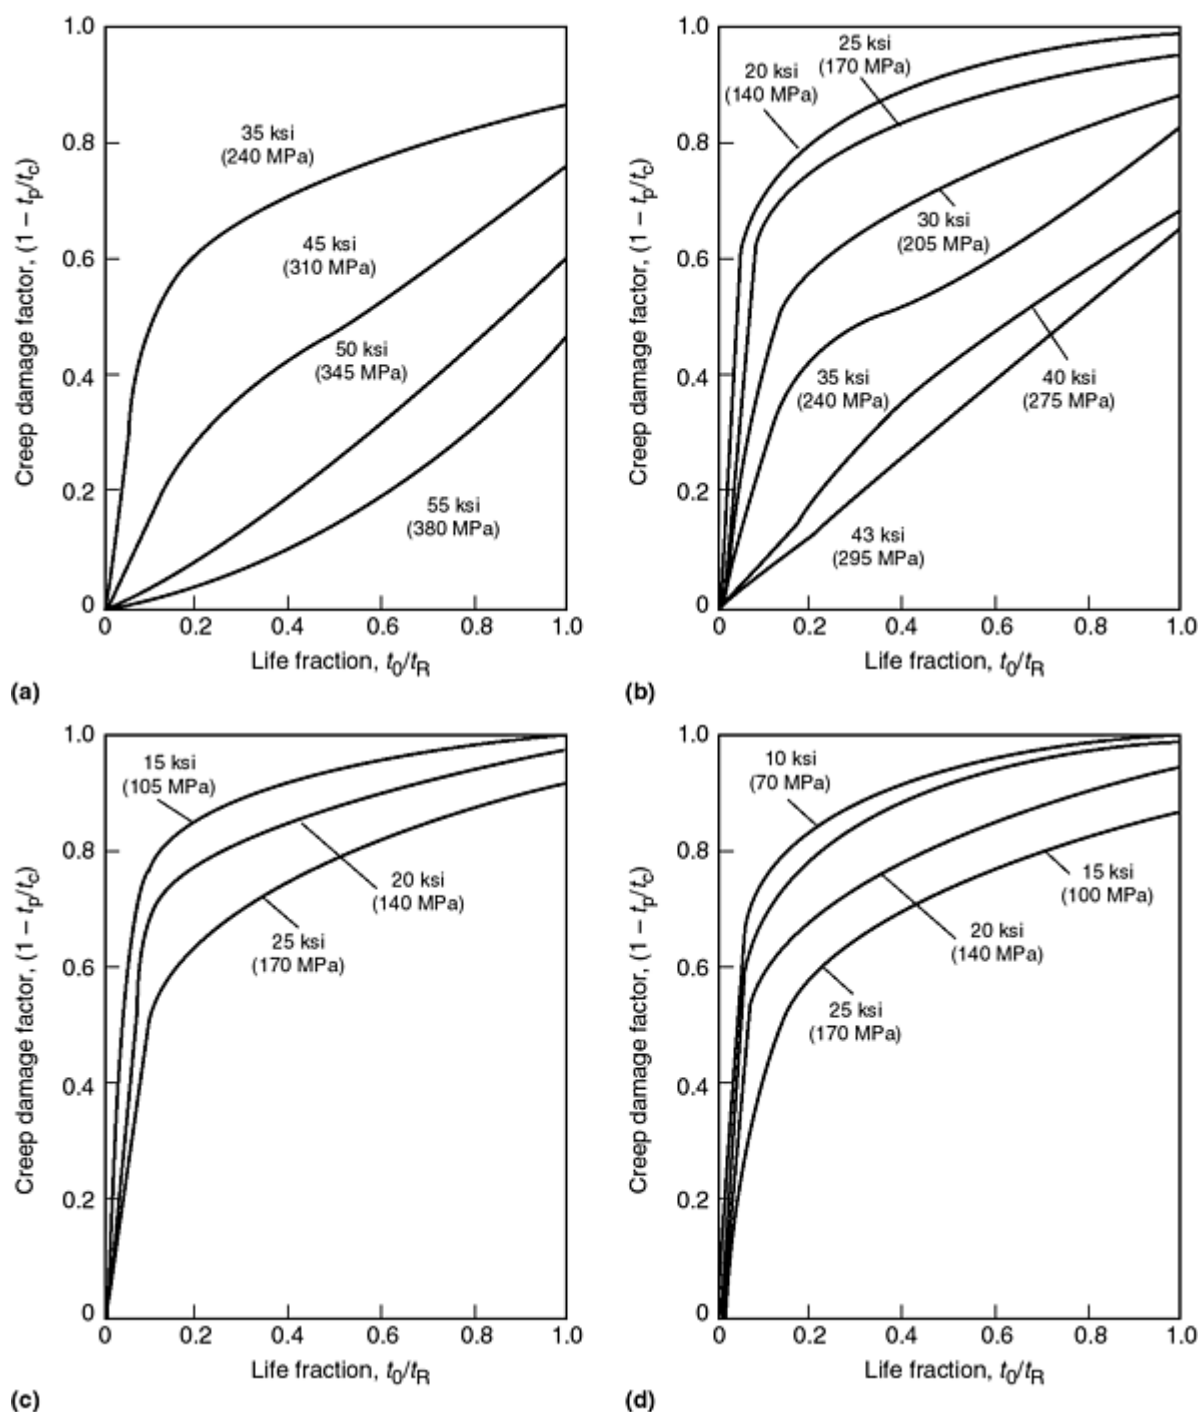 1.0
0.8
0.6
0.4
0.2
0
Creep damage factor, (1 − tp/tc)
35 ksi
(240 MPa)
45 ksi
(310 MPa)
50 ksi
(345 MPa)
55 ksi
(380 MPa)
0 0.2 0.4 0.6 0.8 1.0
Life fraction, t0/tR
(a)
1.0
0.8
0.6
0.4
0.2
0
Creep damage factor, (1 − tp/tc)
25 ksi
(170 MPa)
20 ksi
(140 MPa)
30 ksi
(205 MPa)
35 ksi
(240 MPa)
40 ksi
(275 MPa)
43 ksi
(295 MPa)
0 0.2 0.4 0.6 0.8 1.0
Life fraction, t0/tR
(b)
1.0
0.8
0.6
0.4
0.2
0
Creep damage factor, (1 − tp/tc)
15 ksi
(105 MPa)
20 ksi
(140 MPa)
25 ksi
(170 MPa)
0 0.2 0.4 0.6 0.8 1.0
Life fraction, t0/tR
(c)
1.0
0.8
0.6
0.4
0.2
0
Creep damage factor, (1 − tp/tc)
10 ksi
(70 MPa)
15 ksi
(100 MPa)
20 ksi
(140 MPa)
25 ksi
(170 MPa)
0 0.2 0.4 0.6 0.8 1.0
Life fraction, t0/tR
(d)